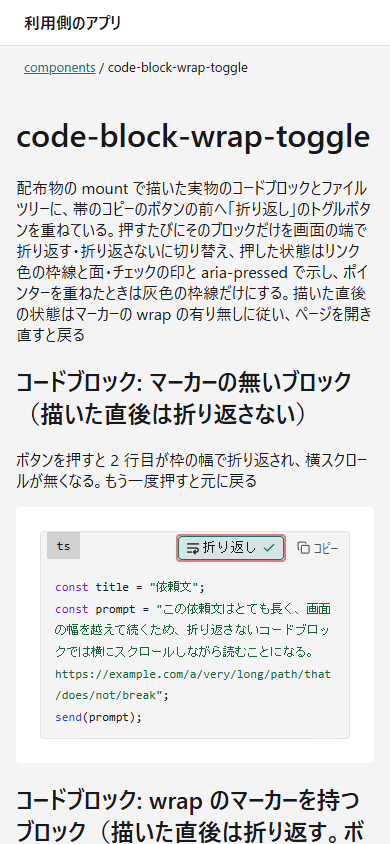 利用側のアプリ
components / code-block-wrap-toggle
code-block-wrap-toggle
配布物の mount で描いた実物のコードブロックとファイル
ツリーに、帯のコピーのボタンの前へ「折り返し」のトグルボタ
ンを重ねている。押すたびにそのブロックだけを画面の端で
折り返す・折り返さないに切り替え、押した状態はリンク
色の枠線と面・チェックの印と aria-pressed で示し、ポイ
ンターを重ねたときは灰色の枠線だけにする。描いた直後
の状態はマーカーの wrap の有り無しに従い、ページを開き
直すと戻る
コードブロック: マーカーの無いブロック
（描いた直後は折り返さない）
ボタンを押すと 2 行目が枠の幅で折り返され、横スクロー
ルが無くなる。もう一度押すと元に戻る
ts 折り返し コピー
const title = "依頼文";
const prompt = "この依頼文はとても長く、画面
の幅を越えて続くため、折り返さないコードブロッ
クでは横にスクロールしながら読むことになる。
https://example.com/a/very/long/path/that
/does/not/break";
send(prompt);
コードブロック: wrap のマーカーを持つ
ブロック（描いた直後は折り返す。ボ